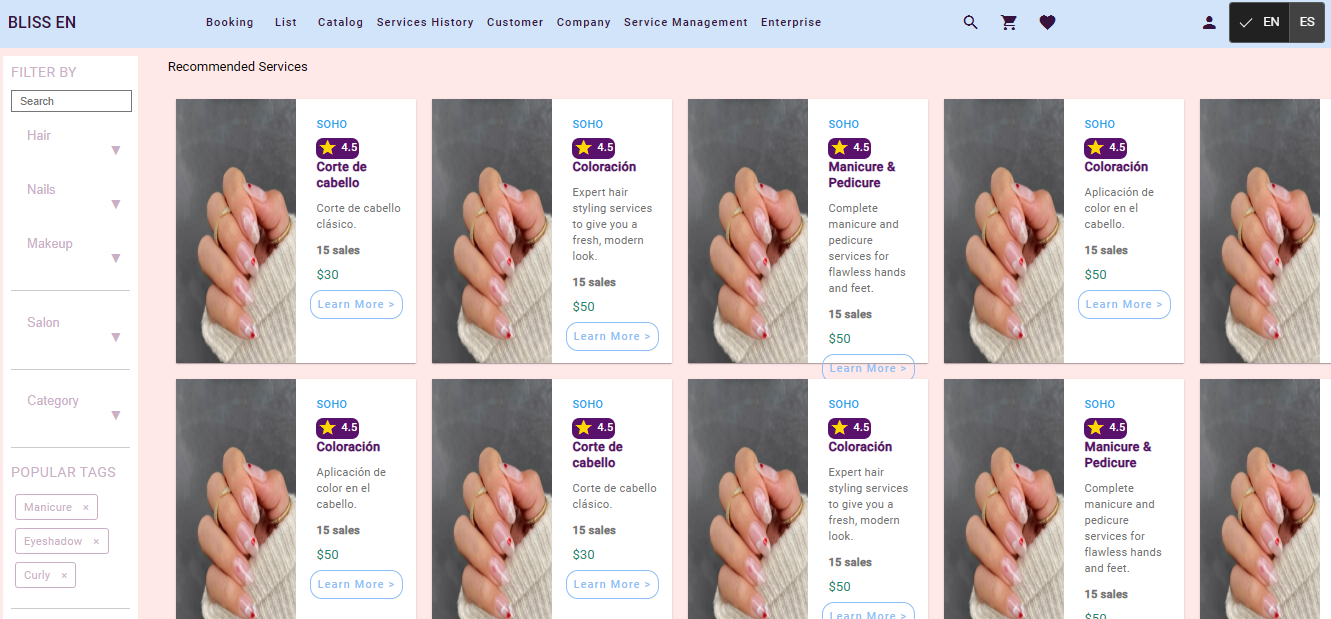 BLISS EN
Booking List Catalog Services History Customer Company Service Management Enterprise
EN ES
FILTER BY
Search
Hair
Nails
Makeup
Salon
Category
POPULAR TAGS
Manicure ×
Eyeshadow ×
Curly ×
Recommended Services
SOHO
4.5
Corte de
cabello
Corte de cabello
clásico.
15 sales
$30
Learn More >
SOHO
4.5
Coloración
Expert hair
styling services
to give you a
fresh, modern
look.
15 sales
$50
Learn More >
SOHO
4.5
Manicure &
Pedicure
Complete
manicure and
pedicure
services for
flawless hands
and feet.
15 sales
$50
Learn More >
SOHO
4.5
Coloración
Aplicación de
color en el
cabello.
15 sales
$50
Learn More >
SOHO
4.5
Coloración
Aplicación de
color en el
cabello.
15 sales
$50
Learn More >
SOHO
4.5
Corte de
cabello
Corte de cabello
clásico.
15 sales
$30
Learn More >
SOHO
4.5
Coloración
Expert hair
styling services
to give you a
fresh, modern
look.
15 sales
$50
Learn More >
SOHO
4.5
Manicure &
Pedicure
Complete
manicure and
pedicure
services for
flawless hands
and feet.
15 sales
$50